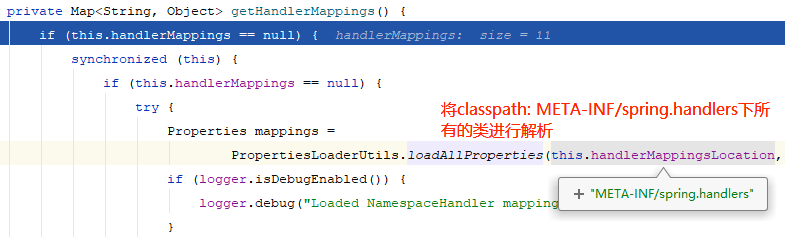 private Map<String, Object> getHandlerMappings() {
if (this.handlerMappings == null) { handlerMappings: size = 11
synchronized (this) {
if (this.handlerMappings == null) {
try {
将classpath: META-INF/spring.handlers下所
有的类进行解析
Properties mappings =
PropertiesLoaderUtils.loadAllProperties(this.handlerMappingsLocation,
if (logger.isDebugEnabled()) {
+ "META-INF/spring.handlers"
logger.debug("Loaded NamespaceHandler mapping
}